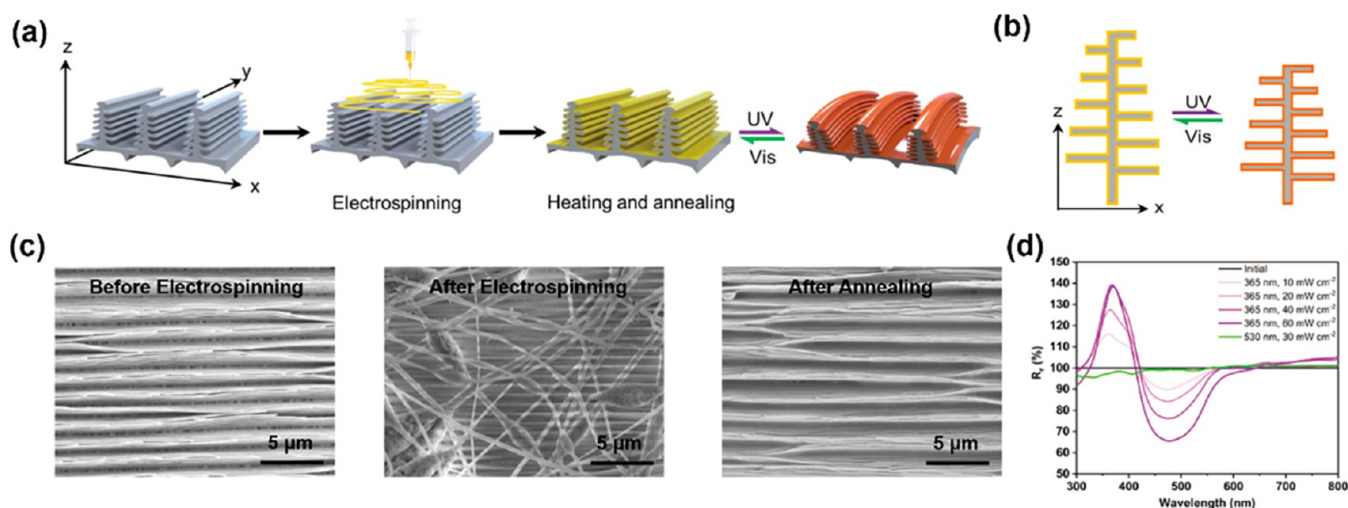 (a)
z
y
x
Electrospinning
Heating and annealing
UV
Vis
(b)
z
x
UV
Vis
(c)
Before Electrospinning
5 μm
After Electrospinning
5 μm
After Annealing
5 μm
(d)
Initial
365 nm, 10 mW cm⁻²
365 nm, 20 mW cm⁻²
365 nm, 40 mW cm⁻²
365 nm, 60 mW cm⁻²
530 nm, 30 mW cm⁻²
150
140
130
120
110
100
90
80
70
60
50
Rᵣ (%)
300 400 500 600 700 800
Wavelength (nm)